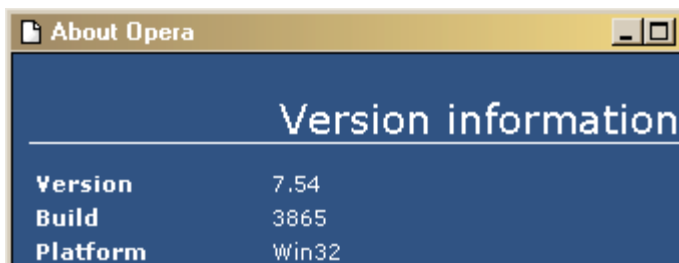 About Opera
Version information
Version 7.54
Build 3865
Platform Win32